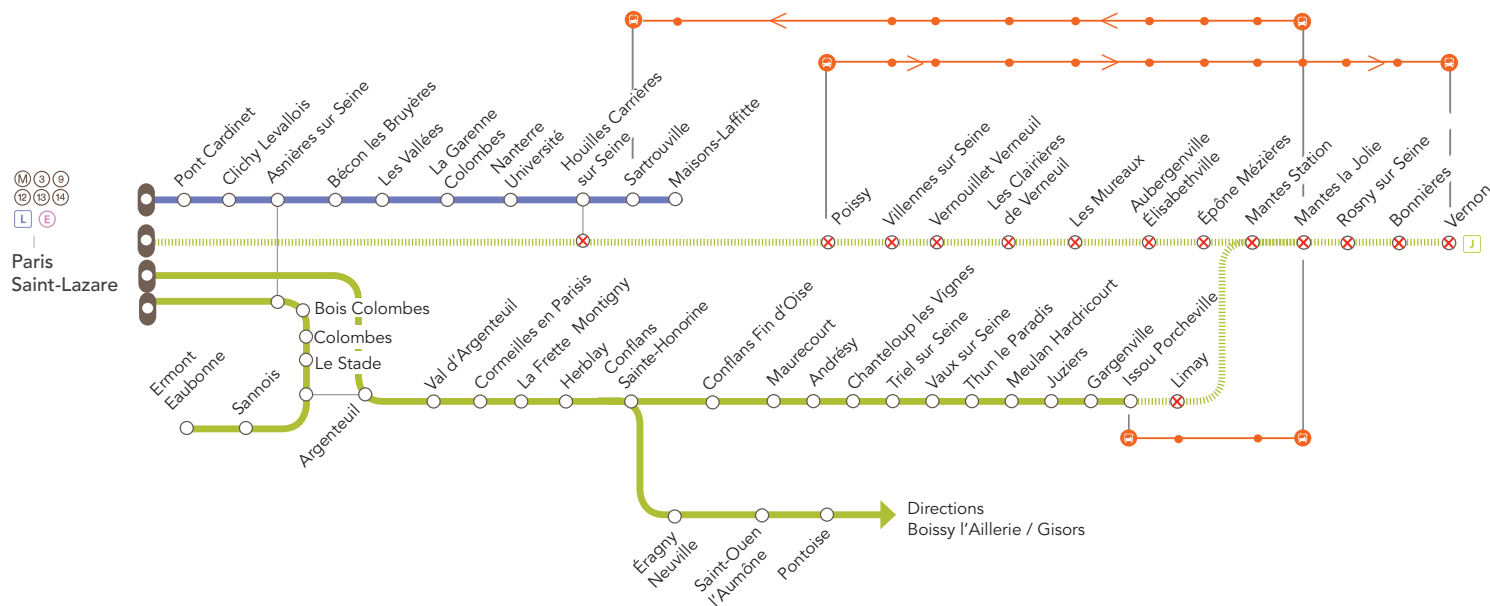 M 3 9
12 13 14
L E
Paris
Saint-Lazare
Pont Cardinet
Clichy Levallois
Asnières sur Seine
Bécon les Bruyères
Les Vallées
La Garenne
Colombes
Nanterre
Université
Houilles Carrières
sur Seine
Sartrouville
Maisons-Laffitte
Poissy
Villennes sur Seine
Vernouillet Verneuil
Les Clairières
de Verneuil
Les Mureaux
Aubergenville
Élisabethville
Épône Mézières
Mantes Station
Mantes la Jolie
Rosny sur Seine
Bonnières
Vernon
J
Bois Colombes
Colombes
Le Stade
Ermont
Eaubonne
Sannois
Argenteuil
Val d'Argenteuil
Cormeilles en Parisis
La Frette Montigny
Herblay
Conflans
Sainte-Honorine
Conflans Fin d'Oise
Maurecourt
Andrésy
Chanteloup les Vignes
Triel sur Seine
Vaux sur Seine
Thun le Paradis
Meulan Hardricourt
Juziers
Gargenville
Issou Porcheville
Limay
Éragny
Neuville
Saint-Ouen
l'Aumône
Pontoise
Directions
Boissy l'Aillerie / Gisors